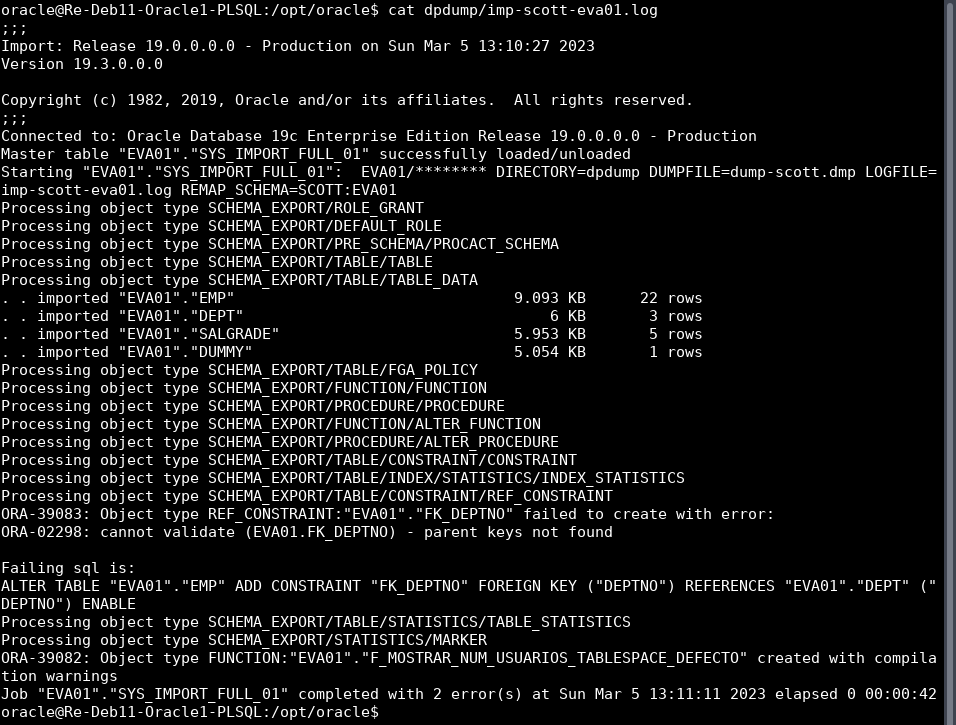 oracle@Re-Deb11-Oracle1-PLSQL:/opt/oracle$ cat dpdump/imp-scott-eva01.log
;;;
Import: Release 19.0.0.0.0 - Production on Sun Mar 5 13:10:27 2023
Version 19.3.0.0.0

Copyright (c) 1982, 2019, Oracle and/or its affiliates.  All rights reserved.
;;;
Connected to: Oracle Database 19c Enterprise Edition Release 19.0.0.0.0 - Production
Master table "EVA01"."SYS_IMPORT_FULL_01" successfully loaded/unloaded
Starting "EVA01"."SYS_IMPORT_FULL_01":  EVA01/******** DIRECTORY=dpdump DUMPFILE=dump-scott.dmp LOGFILE=
imp-scott-eva01.log REMAP_SCHEMA=SCOTT:EVA01
Processing object type SCHEMA_EXPORT/ROLE_GRANT
Processing object type SCHEMA_EXPORT/DEFAULT_ROLE
Processing object type SCHEMA_EXPORT/PRE_SCHEMA/PROCACT_SCHEMA
Processing object type SCHEMA_EXPORT/TABLE/TABLE
Processing object type SCHEMA_EXPORT/TABLE/TABLE_DATA
. . imported "EVA01"."EMP"                               9.093 KB      22 rows
. . imported "EVA01"."DEPT"                                  6 KB       3 rows
. . imported "EVA01"."SALGRADE"                          5.953 KB       5 rows
. . imported "EVA01"."DUMMY"                             5.054 KB       1 rows
Processing object type SCHEMA_EXPORT/TABLE/FGA_POLICY
Processing object type SCHEMA_EXPORT/FUNCTION/FUNCTION
Processing object type SCHEMA_EXPORT/PROCEDURE/PROCEDURE
Processing object type SCHEMA_EXPORT/FUNCTION/ALTER_FUNCTION
Processing object type SCHEMA_EXPORT/PROCEDURE/ALTER_PROCEDURE
Processing object type SCHEMA_EXPORT/TABLE/CONSTRAINT/CONSTRAINT
Processing object type SCHEMA_EXPORT/TABLE/INDEX/STATISTICS/INDEX_STATISTICS
Processing object type SCHEMA_EXPORT/TABLE/CONSTRAINT/REF_CONSTRAINT
ORA-39083: Object type REF_CONSTRAINT:"EVA01"."FK_DEPTNO" failed to create with error:
ORA-02298: cannot validate (EVA01.FK_DEPTNO) - parent keys not found

Failing sql is:
ALTER TABLE "EVA01"."EMP" ADD CONSTRAINT "FK_DEPTNO" FOREIGN KEY ("DEPTNO") REFERENCES "EVA01"."DEPT" ("
DEPTNO") ENABLE
Processing object type SCHEMA_EXPORT/TABLE/STATISTICS/TABLE_STATISTICS
Processing object type SCHEMA_EXPORT/STATISTICS/MARKER
ORA-39082: Object type FUNCTION:"EVA01"."F_MOSTRAR_NUM_USUARIOS_TABLESPACE_DEFECTO" created with compila
tion warnings
Job "EVA01"."SYS_IMPORT_FULL_01" completed with 2 error(s) at Sun Mar 5 13:11:11 2023 elapsed 0 00:00:42
oracle@Re-Deb11-Oracle1-PLSQL:/opt/oracle$